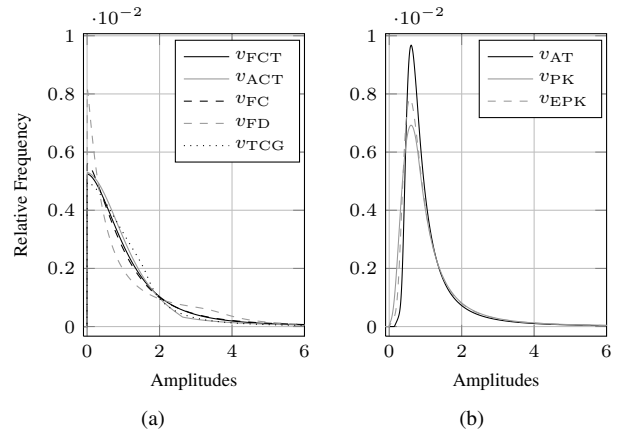 ·10⁻²
1
0.8
0.6
0.4
0.2
0
0 2 4 6
Relative Frequency
Amplitudes
v_FCT
v_ACT
v_FC
v_FD
v_TCG
(a)
·10⁻²
1
0.8
0.6
0.4
0.2
0
0 2 4 6
Amplitudes
v_AT
v_PK
v_EPK
(b)